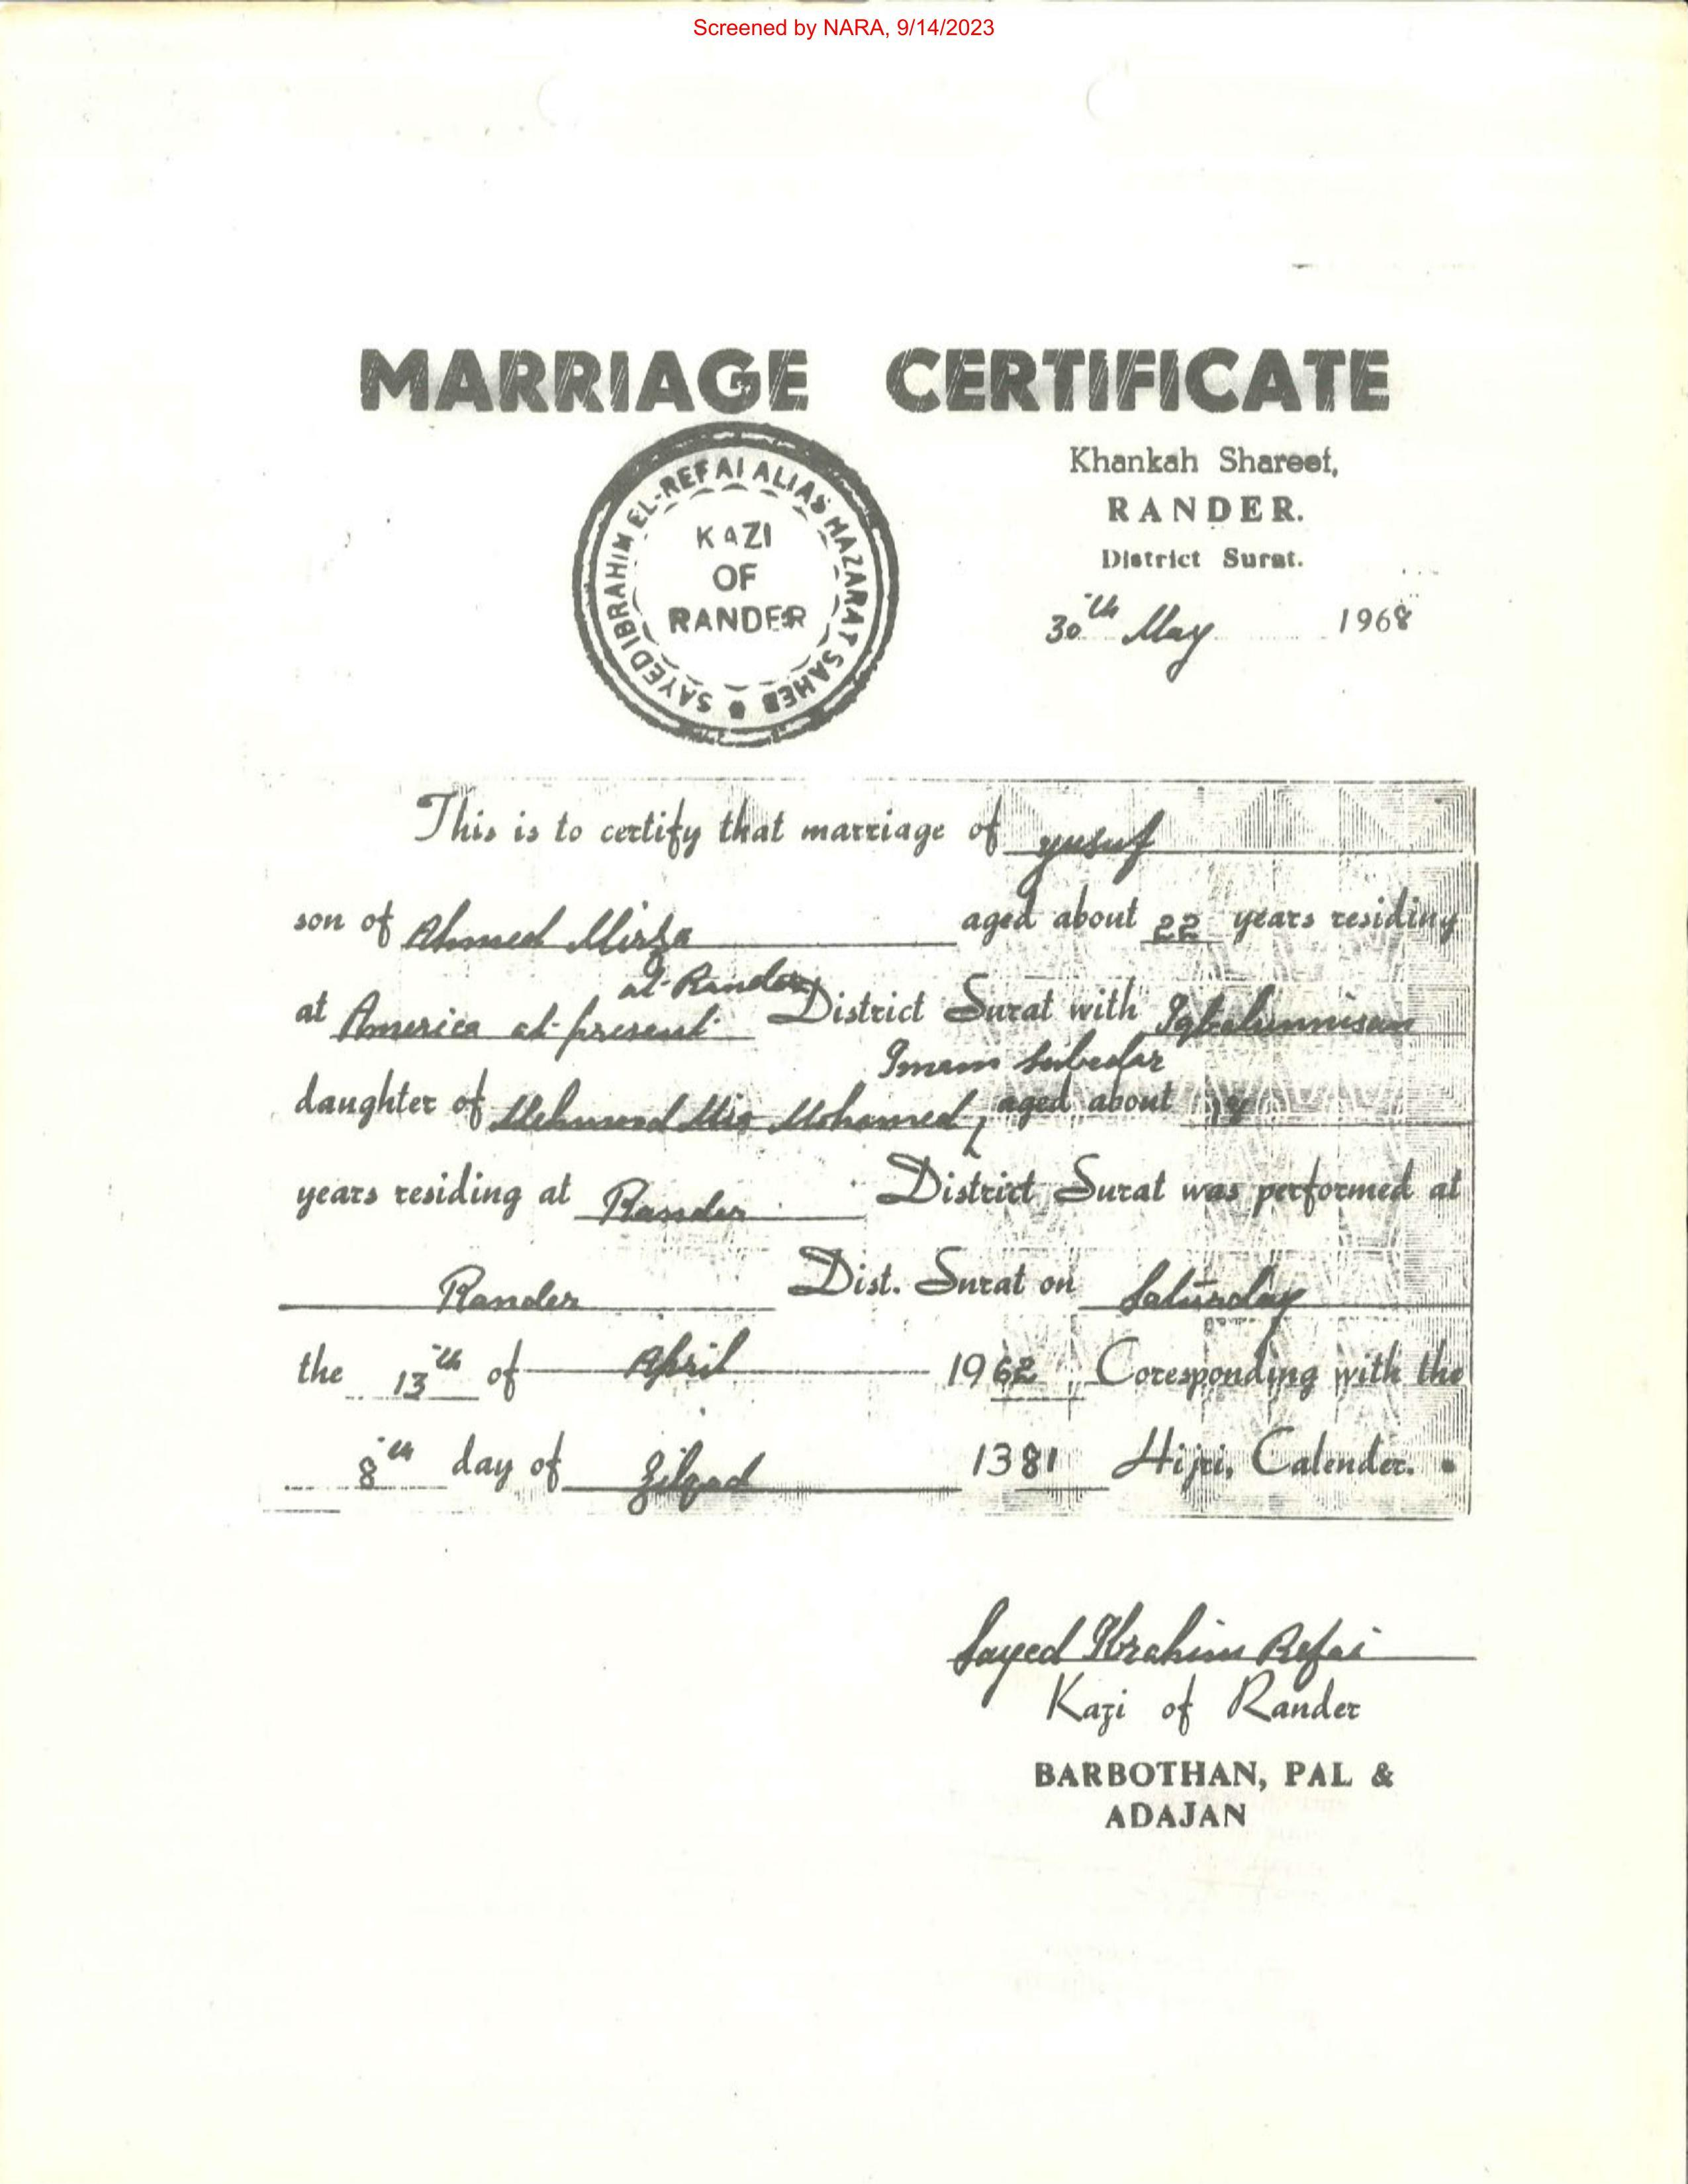 Screened by NARA, 9/14/2023
MARRIAGE CERTIFICATE
SAYED IBRAHIM EL-REFAI ALIAS HAZARAT SAHEB
KAZI
OF
RANDER
Khankah Shareef,
RANDER.
District Surat.
30th May 1968
This is to certify that marriage of yusuf
son of Ahmed Mirza aged about 22 years residing
at Rander
at America at present District Surat with Iqbalunnisan
Imam Subedar
daughter of Mehmood Mia Mohamed, aged about
years residing at Rander District Surat was performed at
Rander Dist. Surat on Saturday
the 13th of April 1962 Coresponding with the
8th day of Zilqad 1381 Hijri, Calender.
Sayed Ibrahim Refai
Kazi of Rander
BARBOTHAN, PAL &
ADAJAN